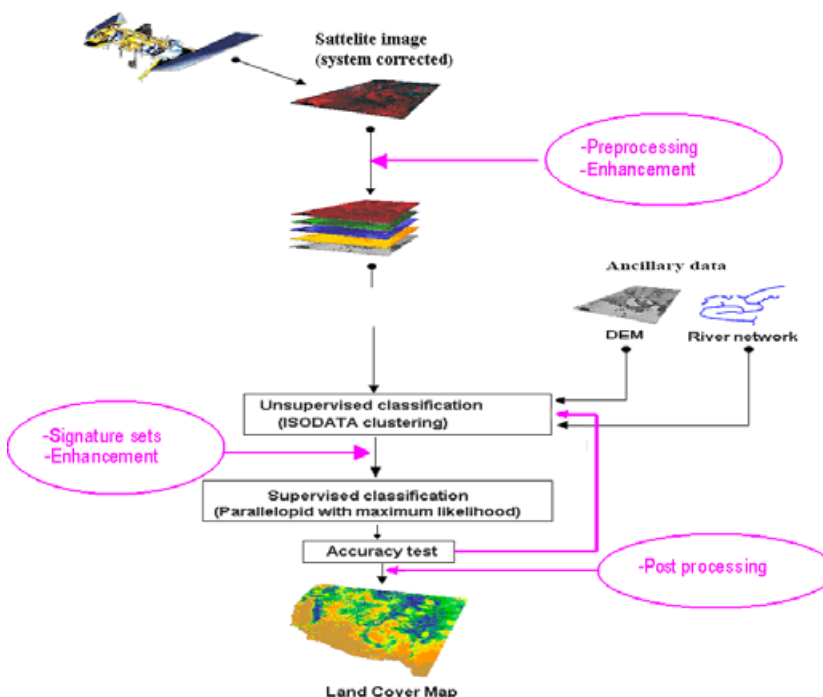 Sattelite image
(system corrected)
-Preprocessing
-Enhancement
Ancillary data
DEM
River network
Unsupervised classification
(ISODATA clustering)
-Signature sets
-Enhancement
Supervised classification
(Parallelopid with maximum likelihood)
Accuracy test
-Post processing
Land Cover Map